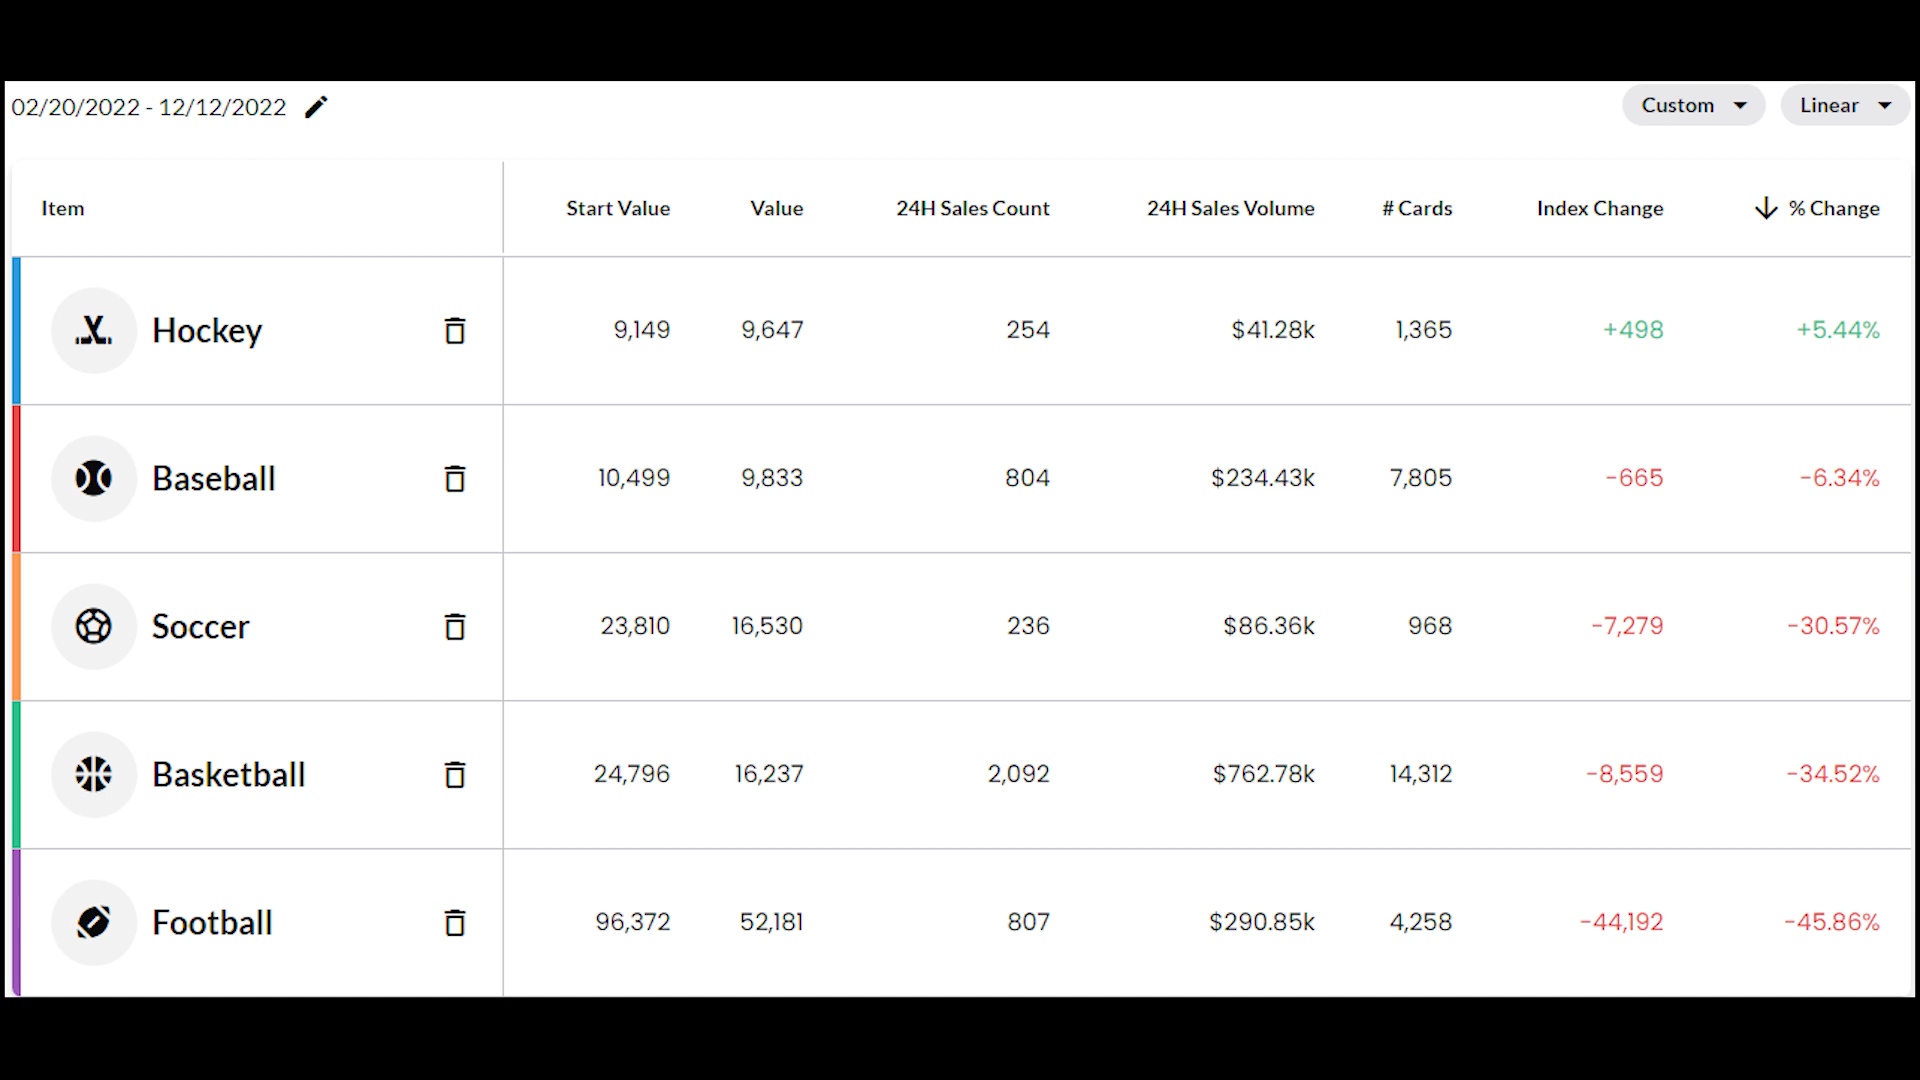 02/20/2022 - 12/12/2022 Custom Linear
Item Start Value Value 24H Sales Count 24H Sales Volume # Cards Index Change % Change
Hockey 9,149 9,647 254 $41.28k 1,365 +498 +5.44%
Baseball 10,499 9,833 804 $234.43k 7,805 -665 -6.34%
Soccer 23,810 16,530 236 $86.36k 968 -7,279 -30.57%
Basketball 24,796 16,237 2,092 $762.78k 14,312 -8,559 -34.52%
Football 96,372 52,181 807 $290.85k 4,258 -44,192 -45.86%